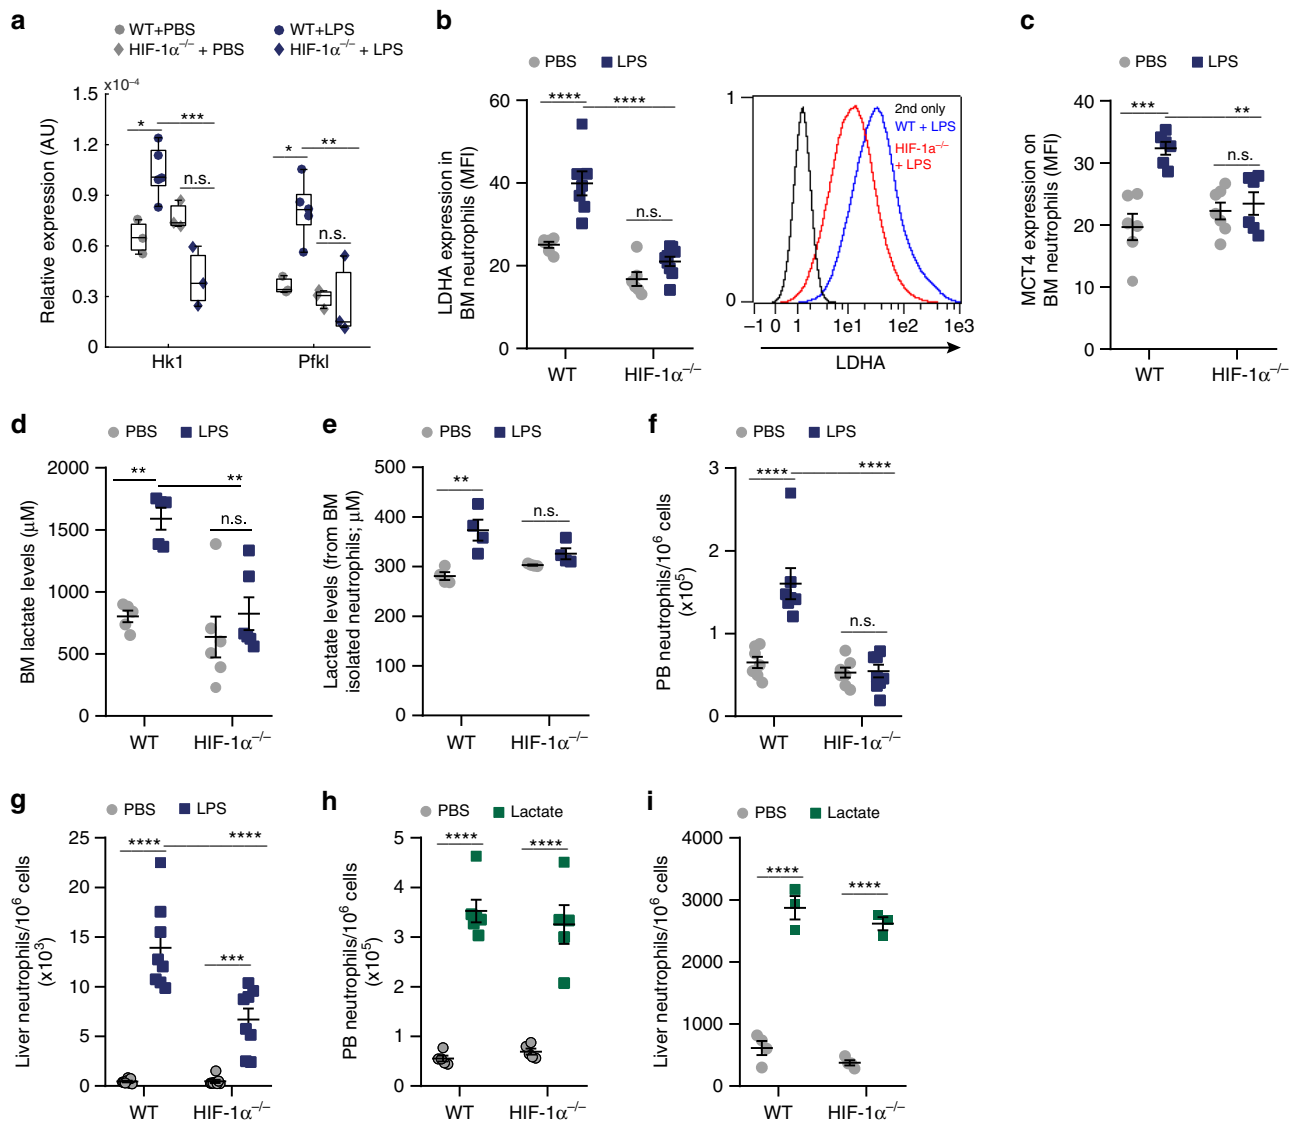 a
WT+PBS
WT+LPS
HIF-1α–/– + PBS
HIF-1α–/– + LPS
×10–4
Relative expression (AU)
1.5
0.9
0.6
0.3
0
*
***
n.s.
*
**
n.s.
Hk1
Pfkl
b
PBS
LPS
LDHA expression in
BM neutrophils (MFI)
60
40
20
0
****
****
n.s.
WT
HIF-1α–/–
1
0
2nd only
WT + LPS
HIF-1a–/–
+ LPS
–1 0 1 1e1 1e2 1e3
LDHA
c
PBS
LPS
MCT4 expression on
BM neutrophils (MFI)
40
30
20
10
0
***
**
n.s.
WT
HIF-1α–/–
d
PBS
LPS
BM lactate levels (μM)
2000
1500
1000
500
0
**
**
n.s.
WT
HIF-1α–/–
e
PBS
LPS
Lactate levels (from BM
isolated neutrophils; μM)
500
400
300
200
100
0
**
n.s.
WT
HIF-1α–/–
f
PBS
LPS
PB neutrophils/106 cells
(x105)
3
2
1
0
****
****
n.s.
WT
HIF-1α–/–
g
PBS
LPS
Liver neutrophils/106 cells
(x103)
25
20
15
10
5
0
****
****
***
WT
HIF-1α–/–
h
PBS
Lactate
PB neutrophils/106 cells
(x105)
5
4
3
2
1
0
****
****
WT
HIF-1α–/–
i
PBS
Lactate
Liver neutrophils/106 cells
4000
3000
2000
1000
0
****
****
WT
HIF-1α–/–